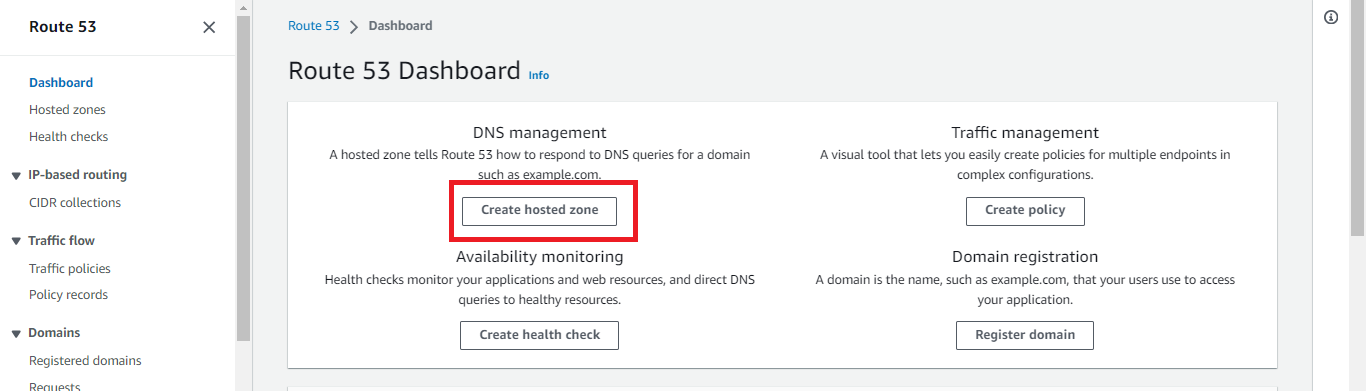 Route 53
Dashboard
Hosted zones
Health checks
IP-based routing
CIDR collections
Traffic flow
Traffic policies
Policy records
Domains
Registered domains
Requests
Route 53 > Dashboard
Route 53 Dashboard Info
DNS management
A hosted zone tells Route 53 how to respond to DNS queries for a domain
such as example.com.
Create hosted zone
Traffic management
A visual tool that lets you easily create policies for multiple endpoints in
complex configurations.
Create policy
Availability monitoring
Health checks monitor your applications and web resources, and direct DNS
queries to healthy resources.
Create health check
Domain registration
A domain is the name, such as example.com, that your users use to access
your application.
Register domain